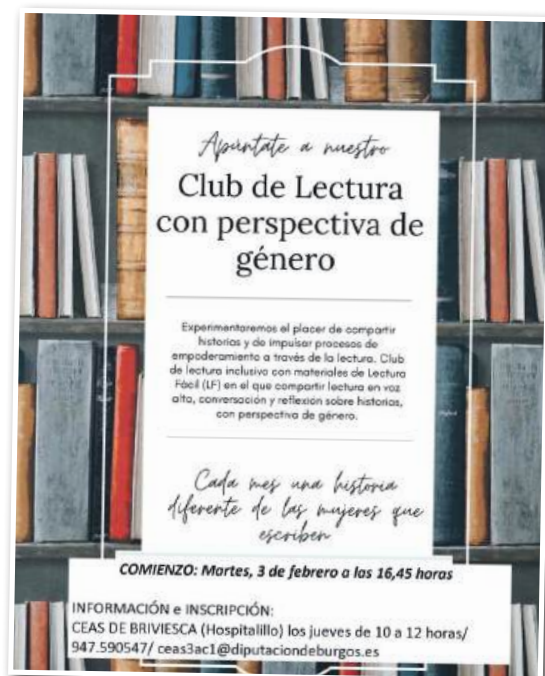 Apúntate a nuestro
Club de Lectura
con perspectiva de
género
Experimentaremos el placer de compartir
historias y de impulsar procesos de
empoderamiento a través de la lectura. Club
de lectura inclusivo con materiales de Lectura
Fácil (LF) en el que compartir lectura en voz
alta, conversación y reflexión sobre historias,
con perspectiva de género.
Cada mes una historia
diferente de las mujeres que
escriben
COMIENZO: Martes, 3 de febrero a las 16,45 horas
INFORMACIÓN e INSCRIPCIÓN:
CEAS DE BRIVIESCA (Hospitalillo) los jueves de 10 a 12 horas/
947.590547/ ceas3ac1@diputaciondeburgos.es